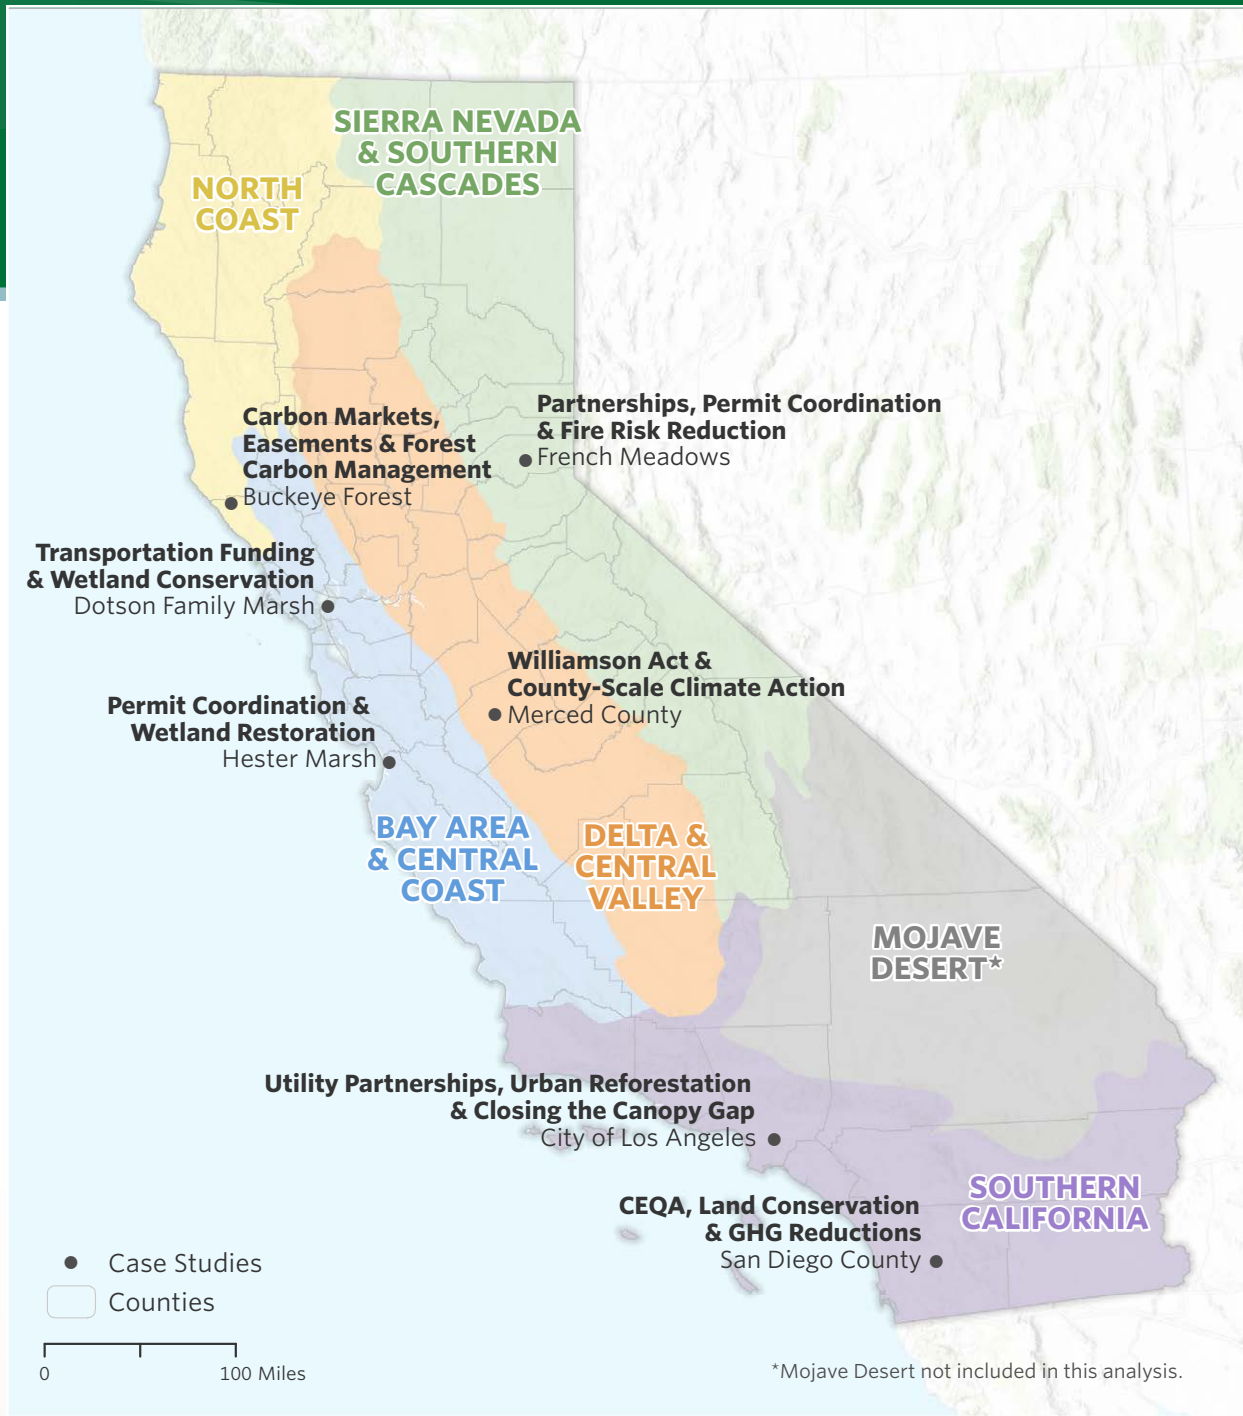 SIERRA NEVADA
& SOUTHERN
CASCADES
NORTH
COAST
Partnerships, Permit Coordination
& Fire Risk Reduction
French Meadows
Carbon Markets,
Easements & Forest
Carbon Management
Buckeye Forest
Transportation Funding
& Wetland Conservation
Dotson Family Marsh
Williamson Act &
County-Scale Climate Action
Merced County
Permit Coordination &
Wetland Restoration
Hester Marsh
BAY AREA
& CENTRAL
COAST
DELTA &
CENTRAL
VALLEY
MOJAVE
DESERT*
Utility Partnerships, Urban Reforestation
& Closing the Canopy Gap
City of Los Angeles
SOUTHERN
CALIFORNIA
CEQA, Land Conservation
& GHG Reductions
San Diego County
Case Studies
Counties
0 100 Miles
*Mojave Desert not included in this analysis.